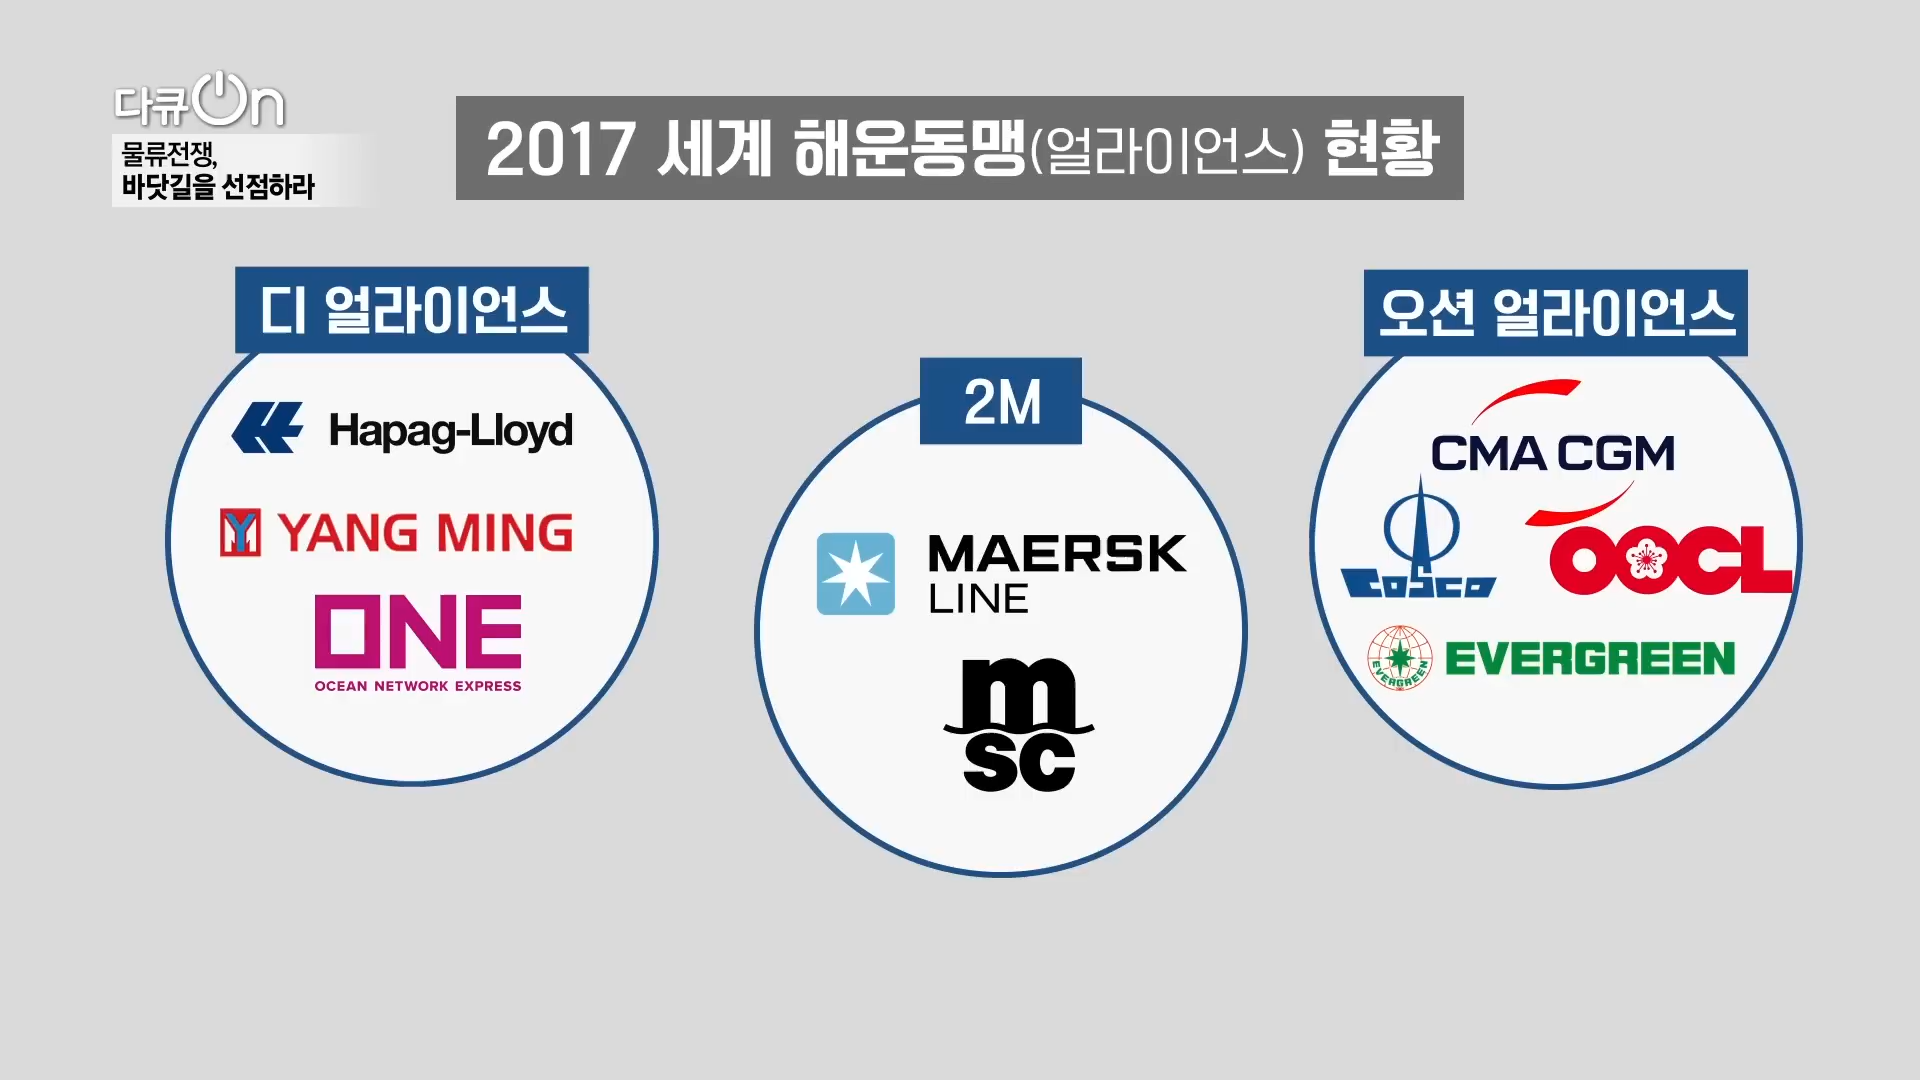 다큐On
물류전쟁,
바닷길을 선점하라
2017 세계 해운동맹(얼라이언스) 현황
디 얼라이언스
Hapag-Lloyd
YM YANG MING
ONE
OCEAN NETWORK EXPRESS
2M
MAERSK
LINE
msc
오션 얼라이언스
CMA CGM
COSCO
OOCL
EVERGREEN
EVERGREEN